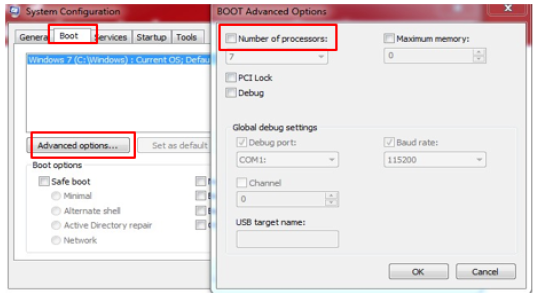 System Configuration
General Boot Services Startup Tools
Windows 7 (C:\Windows) : Current OS; Defau
Advanced options...
Set as default
Boot options
Safe boot
Minimal
Alternate shell
Active Directory repair
Network
BOOT Advanced Options
Number of processors:
Maximum memory:
7
0
PCI Lock
Debug
Global debug settings
Debug port:
Baud rate:
COM1:
115200
Channel
0
USB target name:
OK
Cancel